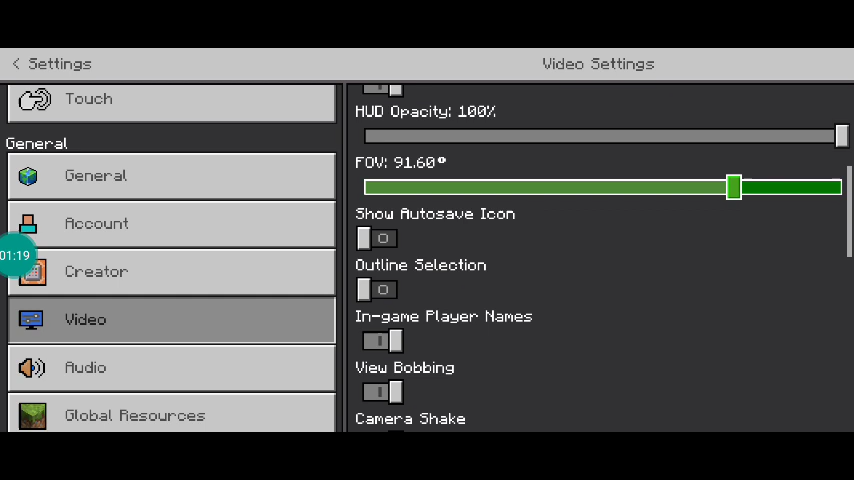 Settings
Video Settings
Touch
General
General
Account
01:19
Creator
Video
Audio
Global Resources
HUD Opacity: 100%
FOV: 91.60°
Show Autosave Icon
Outline Selection
In-game Player Names
View Bobbing
Camera Shake